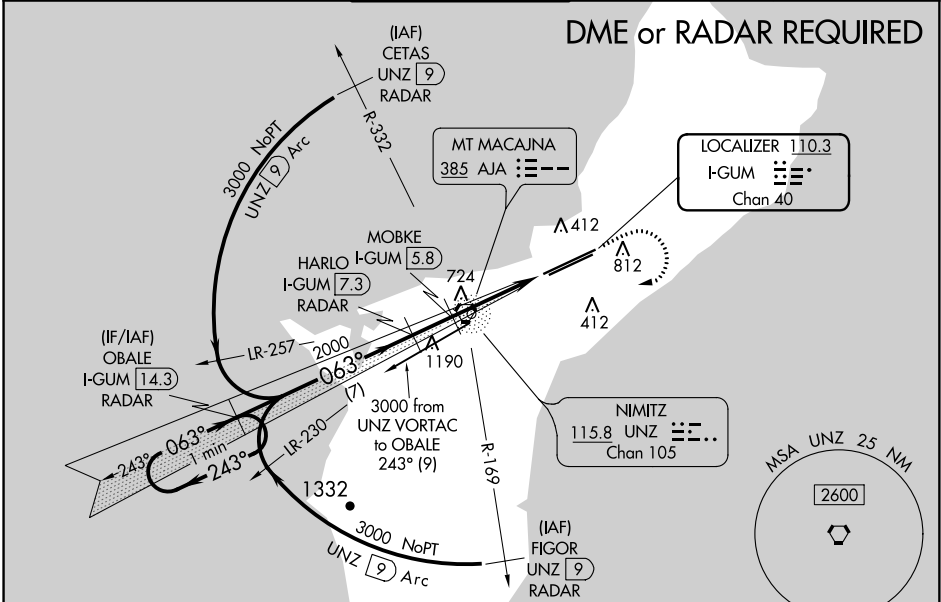 DME or RADAR REQUIRED
(IAF)
CETAS
UNZ 9
RADAR
R-332
3000 NoPT
UNZ 9 Arc
MT MACAJNA
385 AJA
LOCALIZER 110.3
I-GUM
Chan 40
412
812
412
MOBKE
I-GUM 5.8
HARLO
I-GUM 7.3
RADAR
724
1190
(IF/IAF)
OBALE
I-GUM 14.3
RADAR
LR-257
2000
063°
(7)
LR-230
3000 from
UNZ VORTAC
to OBALE
243° (9)
063°
1 min
243°
243°
R-169
NIMITZ
115.8 UNZ
Chan 105
1332
3000 NoPT
UNZ 9 Arc
(IAF)
FIGOR
UNZ 9
RADAR
MSA UNZ 25 NM
2600